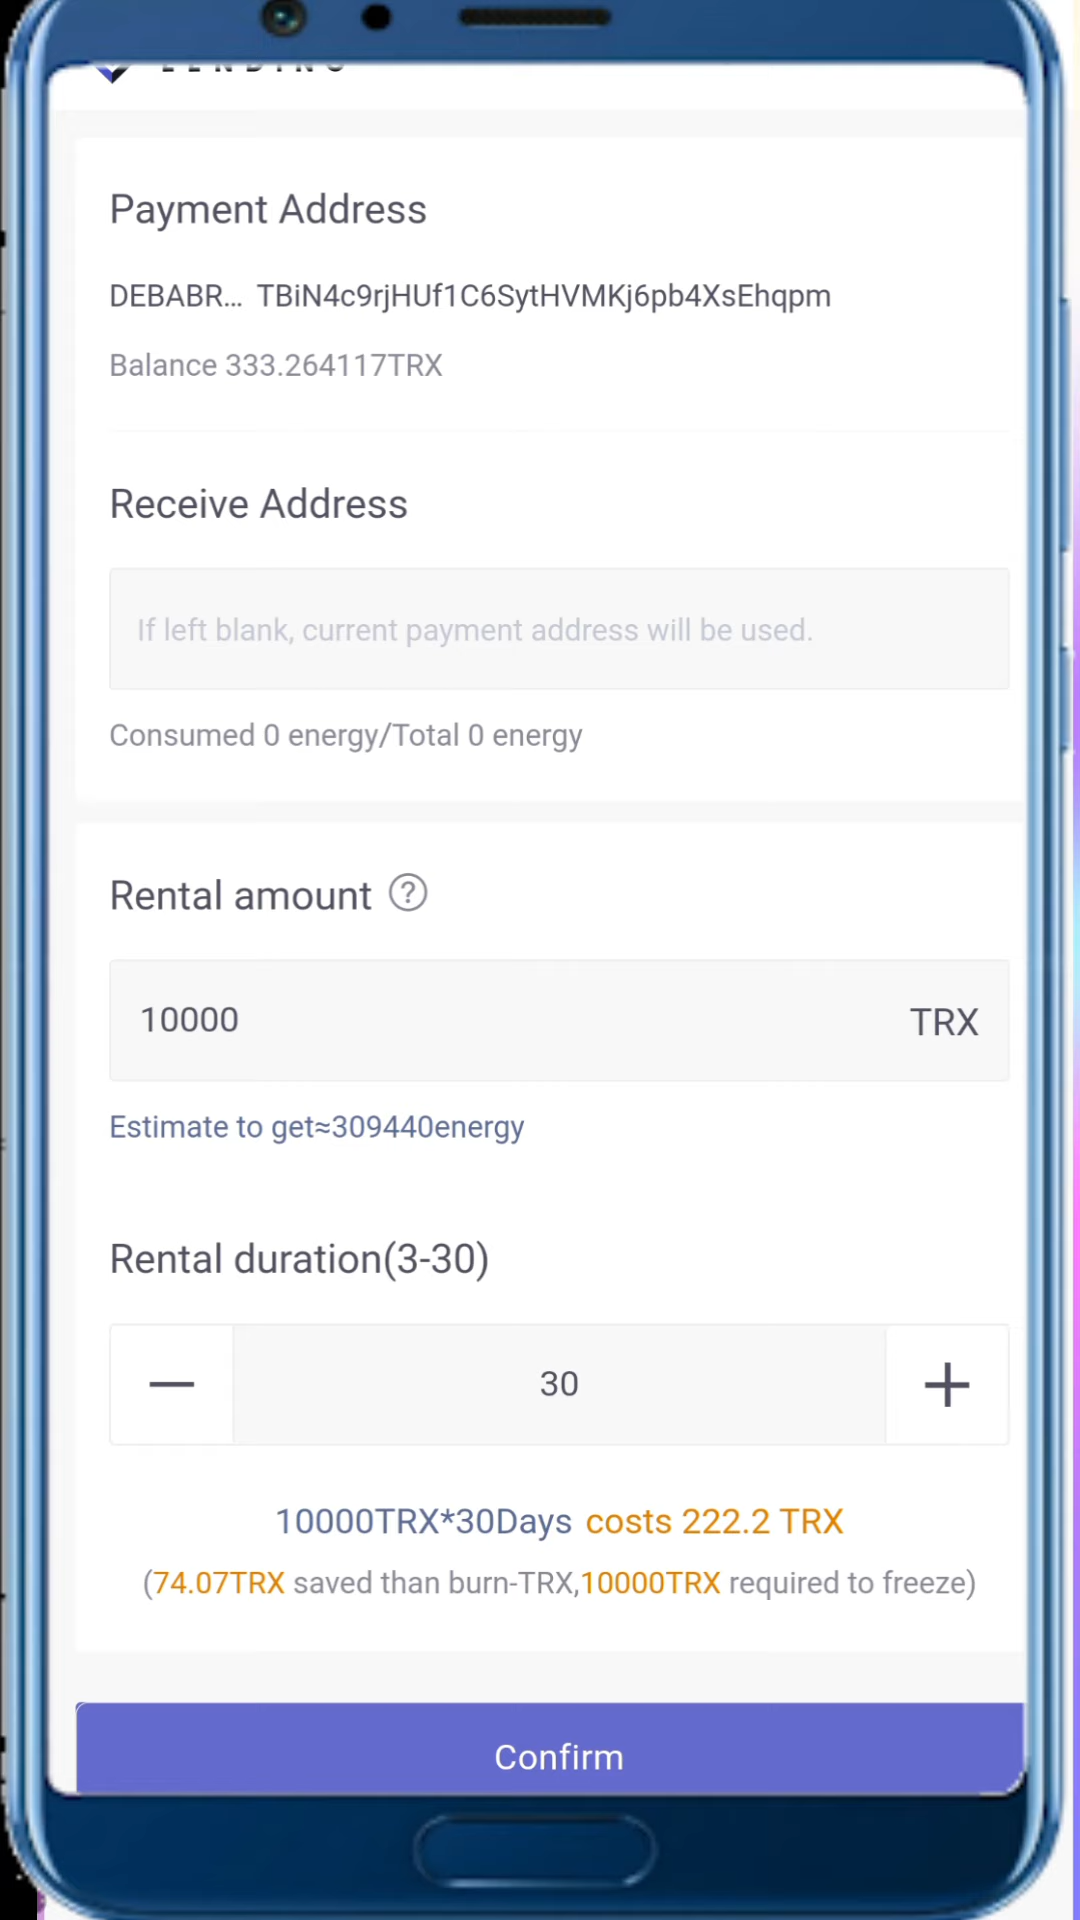 LENDING
Payment Address
DEBABR... TBiN4c9rjHUf1C6SytHVMKj6pb4XsEhqpm
Balance 333.264117TRX
Receive Address
If left blank, current payment address will be used.
Consumed 0 energy/Total 0 energy
Rental amount ?
10000 TRX
Estimate to get≈309440energy
Rental duration(3-30)
— 30 +
10000TRX*30Days costs 222.2 TRX
(74.07TRX saved than burn-TRX,10000TRX required to freeze)
Confirm